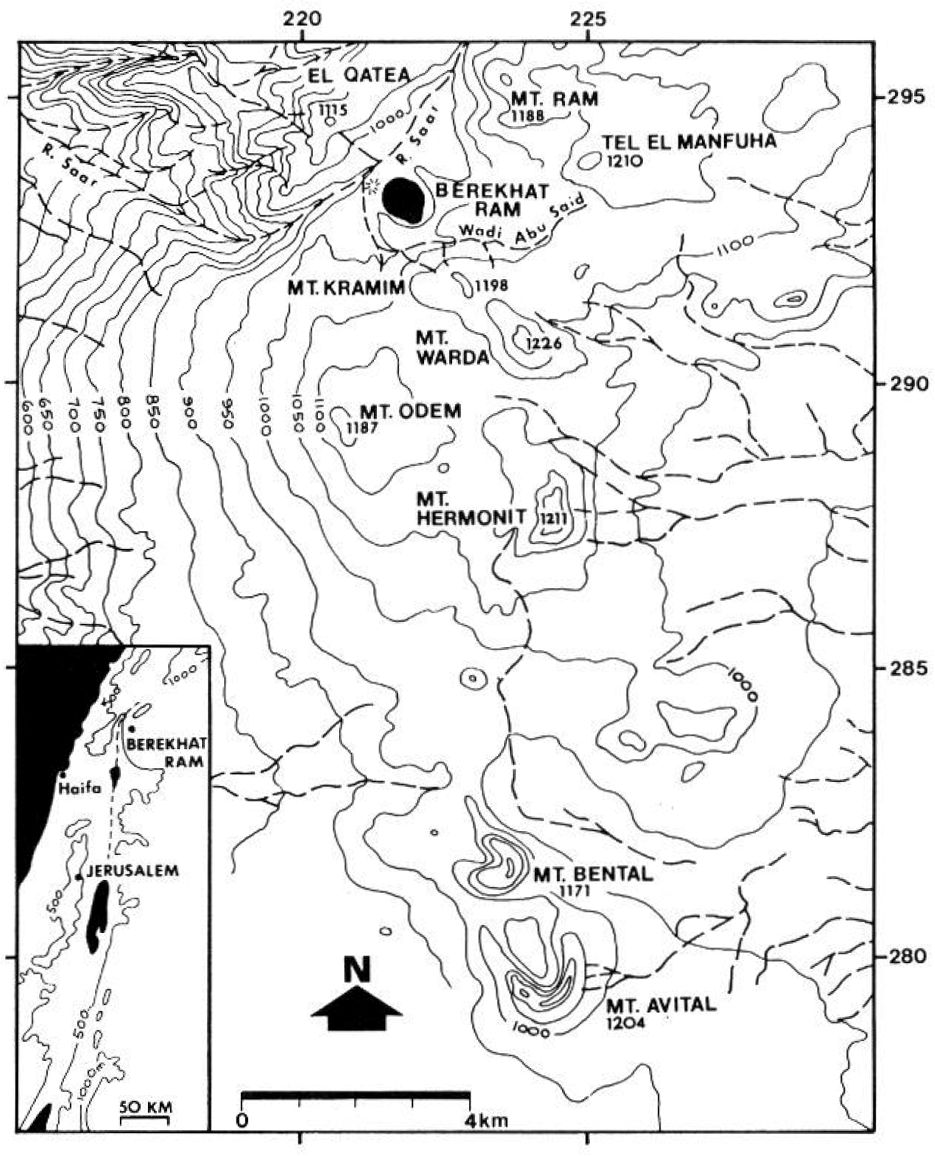 220
225
295
EL QATEA
1115
1000
R. Saar
MT. RAM
1188
TEL EL MANFUHA
1210
R. Saar
BEREKHAT
RAM
Wadi Abu Said
1100
MT. KRAMIM
1198
MT.
WARDA
1226
290
600
650
700
750
800
850
900
950
1000
1050
1100
MT. ODEM
1187
MT.
HERMONIT
1211
285
1000
MT. BENTAL
1171
280
MT. AVITAL
1204
1000
N
0
4km
500
1000
BEREKHAT
RAM
Haifa
JERUSALEM
500
500
1000m
50 KM